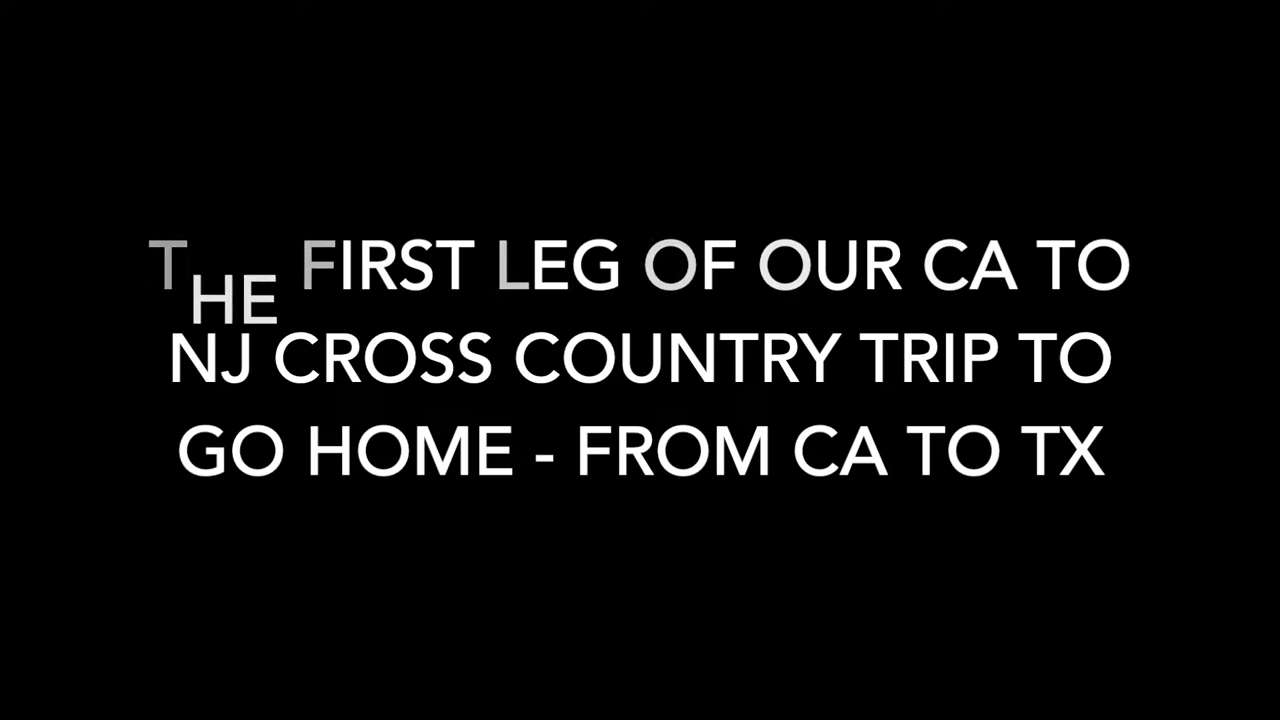 THE FIRST LEG OF OUR CA TO
NJ CROSS COUNTRY TRIP TO
GO HOME - FROM CA TO TX